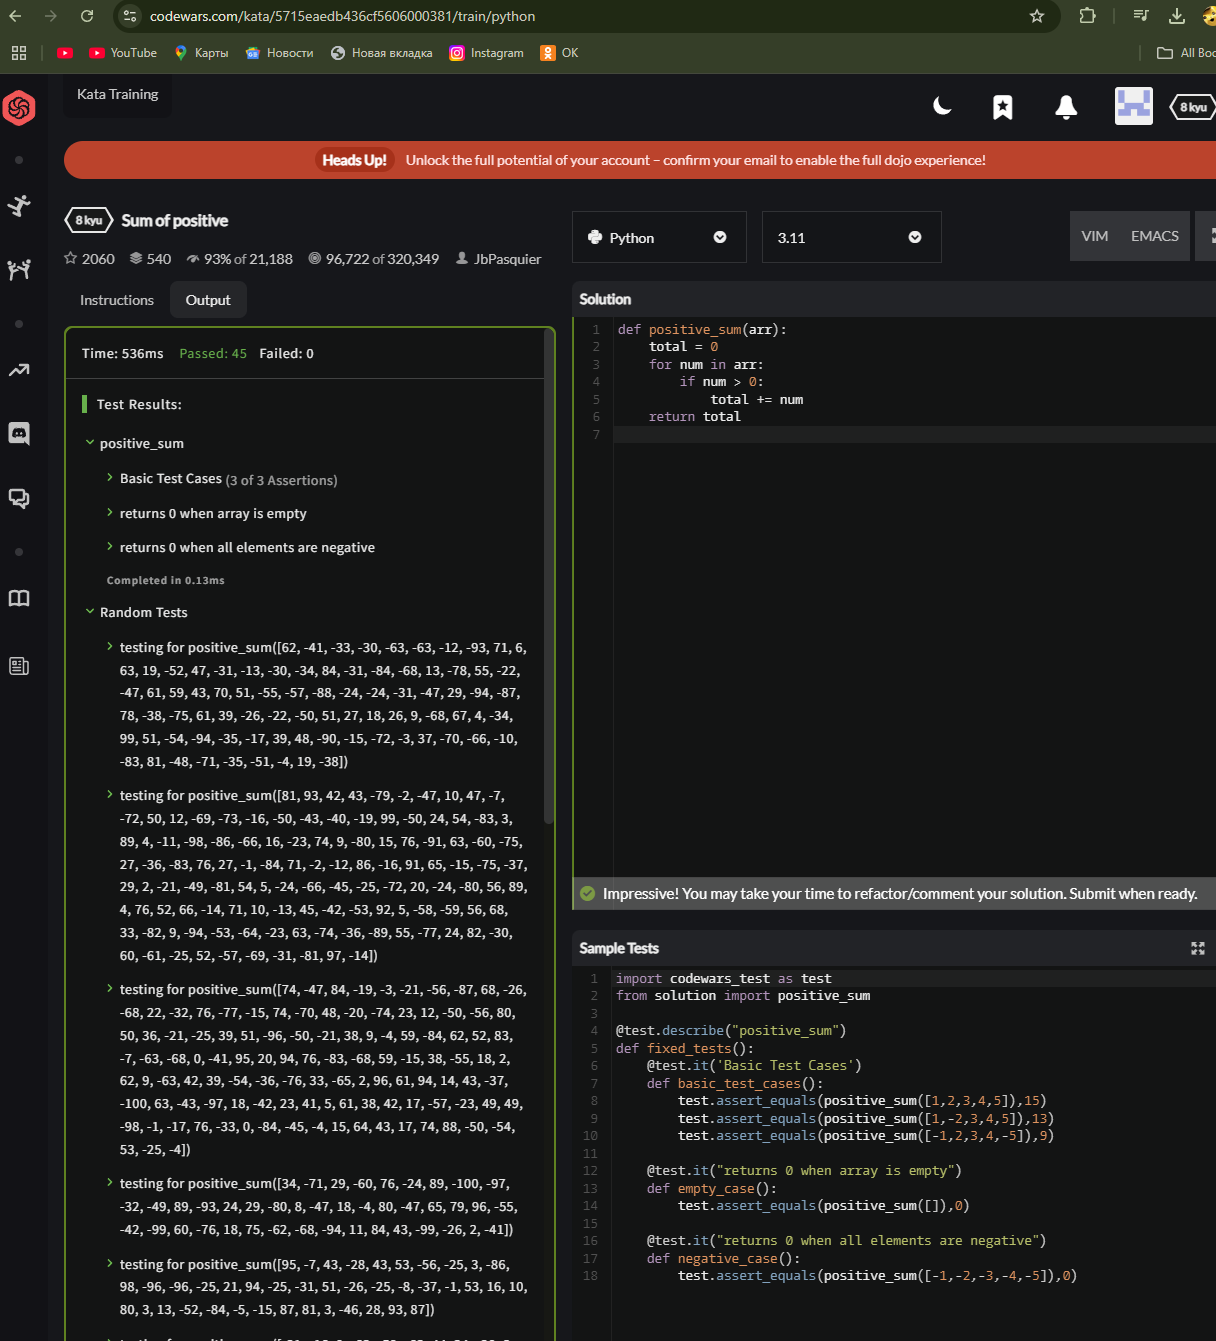 codewars.com/kata/5715eaedb436cf5606000381/train/python
YouTube
Карты
Новости
Новая вкладка
Instagram
OK
All Boo
Kata Training
8 kyu
Heads Up! Unlock the full potential of your account – confirm your email to enable the full dojo experience!
8 kyu Sum of positive
2060 540 93% of 21,188 96,722 of 320,349 JbPasquier
Instructions Output
Time: 536ms Passed: 45 Failed: 0
Test Results:
positive_sum
Basic Test Cases (3 of 3 Assertions)
returns 0 when array is empty
returns 0 when all elements are negative
Completed in 0.13ms
Random Tests
testing for positive_sum([62, -41, -33, -30, -63, -63, -12, -93, 71, 6,
63, 19, -52, 47, -31, -13, -30, -34, 84, -31, -84, -68, 13, -78, 55, -22,
-47, 61, 59, 43, 70, 51, -55, -57, -88, -24, -24, -31, -47, 29, -94, -87,
78, -38, -75, 61, 39, -26, -22, -50, 51, 27, 18, 26, 9, -68, 67, 4, -34,
99, 51, -54, -94, -35, -17, 39, 48, -90, -15, -72, -3, 37, -70, -66, -10,
-83, 81, -48, -71, -35, -51, -4, 19, -38])
testing for positive_sum([81, 93, 42, 43, -79, -2, -47, 10, 47, -7,
-72, 50, 12, -69, -73, -16, -50, -43, -40, -19, 99, -50, 24, 54, -83, 3,
89, 4, -11, -98, -86, -66, 16, -23, 74, 9, -80, 15, 76, -91, 63, -60, -75,
27, -36, -83, 76, 27, -1, -84, 71, -2, -12, 86, -16, 91, 65, -15, -75, -37,
29, 2, -21, -49, -81, 54, 5, -24, -66, -45, -25, -72, 20, -24, -80, 56, 89,
4, 76, 52, 66, -14, 71, 10, -13, 45, -42, -53, 92, 5, -58, -59, 56, 68,
33, -82, 9, -94, -53, -64, -23, 63, -74, -36, -89, 55, -77, 24, 82, -30,
60, -61, -25, 52, -57, -69, -31, -81, 97, -14])
testing for positive_sum([74, -47, 84, -19, -3, -21, -56, -87, 68, -26,
-68, 22, -32, 76, -77, -15, 74, -70, 48, -20, -74, 23, 12, -50, -56, 80,
50, 36, -21, -25, 39, 51, -96, -50, -21, 38, 9, -4, 59, -84, 62, 52, 83,
-7, -63, -68, 0, -41, 95, 20, 94, 76, -83, -68, 59, -15, 38, -55, 18, 2,
62, 9, -63, 42, 39, -54, -36, -76, 33, -65, 2, 96, 61, 94, 14, 43, -37,
-100, 63, -43, -97, 18, -42, 23, 41, 5, 61, 38, 42, 17, -57, -23, 49, 49,
-98, -1, -17, 76, -33, 0, -84, -45, -4, 15, 64, 43, 17, 74, 88, -50, -54,
53, -25, -4])
testing for positive_sum([34, -71, 29, -60, 76, -24, 89, -100, -97,
-32, -49, 89, -93, 24, 29, -80, 8, -47, 18, -4, 80, -47, 65, 79, 96, -55,
-42, -99, 60, -76, 18, 75, -62, -68, -94, 11, 84, 43, -99, -26, 2, -41])
testing for positive_sum([95, -7, 43, -28, 43, 53, -56, -25, 3, -86,
98, -96, -96, -25, 21, 94, -25, -31, 51, -26, -25, -8, -37, -1, 53, 16, 10,
80, 3, 13, -52, -84, -5, -15, 87, 81, 3, -46, 28, 93, 87])
Python
3.11
VIM EMACS
Solution
1 def positive_sum(arr):
2 total = 0
3 for num in arr:
4 if num > 0:
5 total += num
6 return total
7
Impressive! You may take your time to refactor/comment your solution. Submit when ready.
Sample Tests
1 import codewars_test as test
2 from solution import positive_sum
3
4 @test.describe("positive_sum")
5 def fixed_tests():
6 @test.it('Basic Test Cases')
7 def basic_test_cases():
8 test.assert_equals(positive_sum([1,2,3,4,5]),15)
9 test.assert_equals(positive_sum([1,-2,3,4,5]),13)
10 test.assert_equals(positive_sum([-1,2,3,4,-5]),9)
11
12 @test.it("returns 0 when array is empty")
13 def empty_case():
14 test.assert_equals(positive_sum([]),0)
15
16 @test.it("returns 0 when all elements are negative")
17 def negative_case():
18 test.assert_equals(positive_sum([-1,-2,-3,-4,-5]),0)